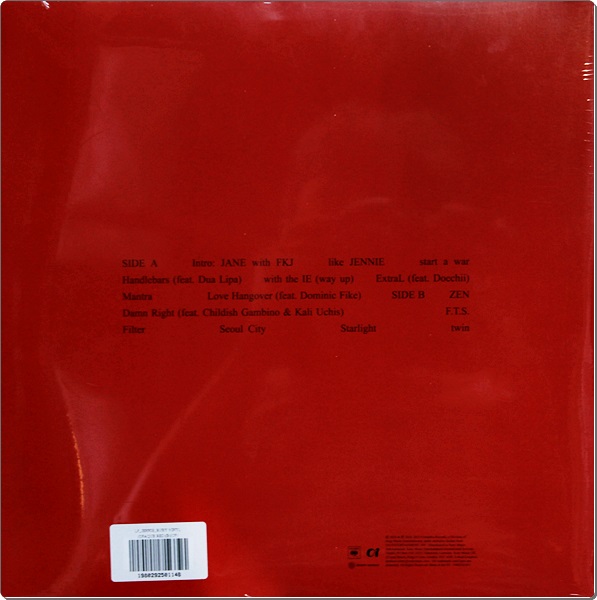 SIDE A Intro: JANE with FKJ like JENNIE start a war
Handlebars (feat. Dua Lipa) with the IE (way up) ExtraL (feat. Doechii)
Mantra Love Hangover (feat. Dominic Fike) SIDE B ZEN
Damn Right (feat. Childish Gambino & Kali Uchis) F.T.S.
Filter Seoul City Starlight twin